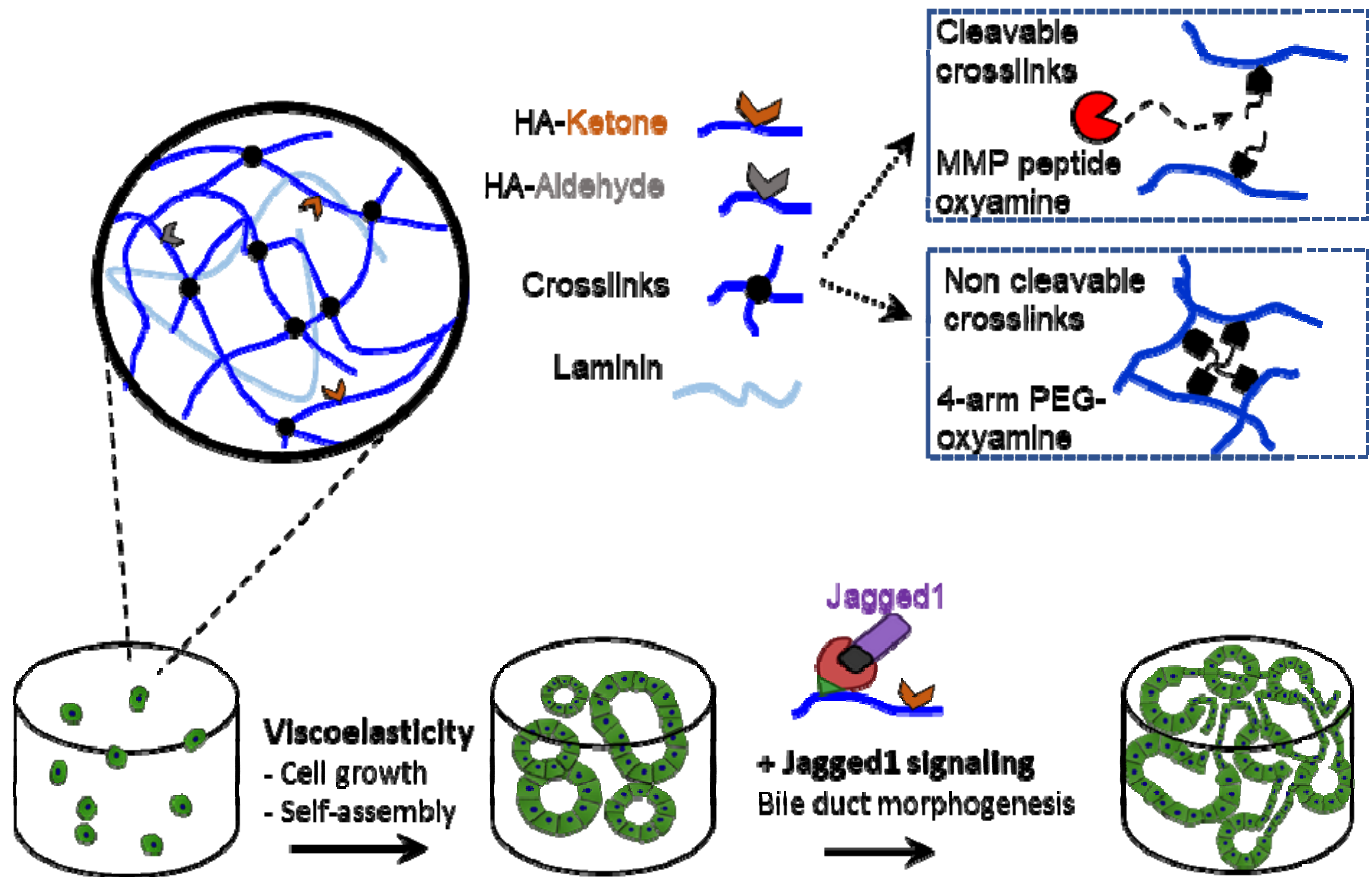 HA-Ketone
HA-Aldehyde
Crosslinks
Laminin
Cleavable
crosslinks
MMP peptide
oxyamine
Non cleavable
crosslinks
4-arm PEG-
oxyamine
Viscoelasticity
- Cell growth
- Self-assembly
Jagged1
+ Jagged1 signaling
Bile duct morphogenesis